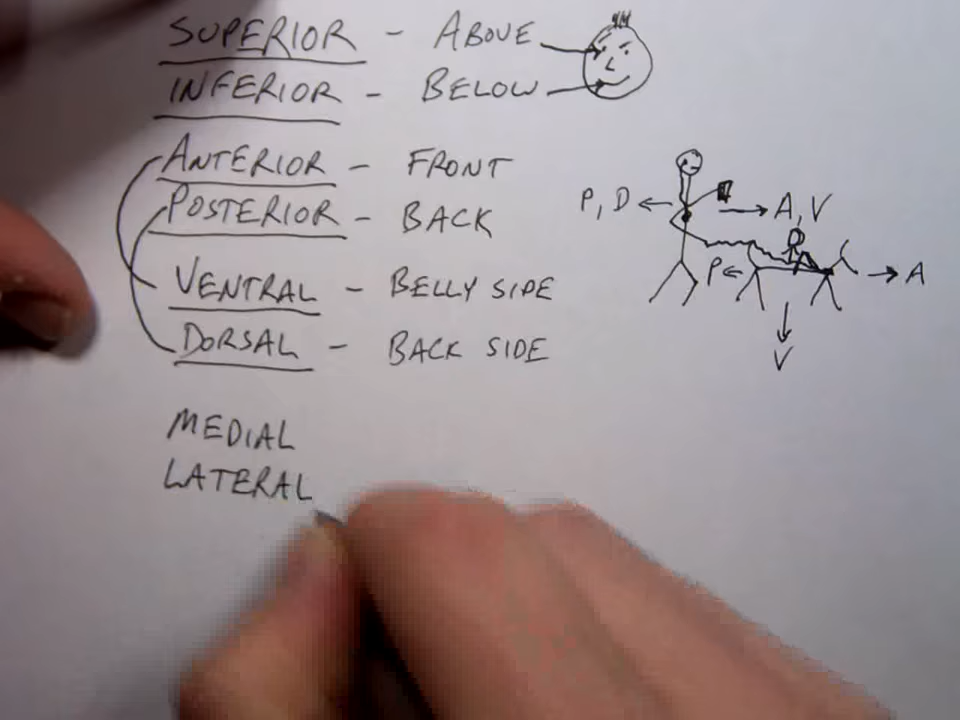 SUPERIOR - ABOVE
INFERIOR - BELOW
ANTERIOR - FRONT
POSTERIOR - BACK
VENTRAL - BELLY SIDE
DORSAL - BACK SIDE
MEDIAL
LATERAL
P, D
A, V
P
A
V